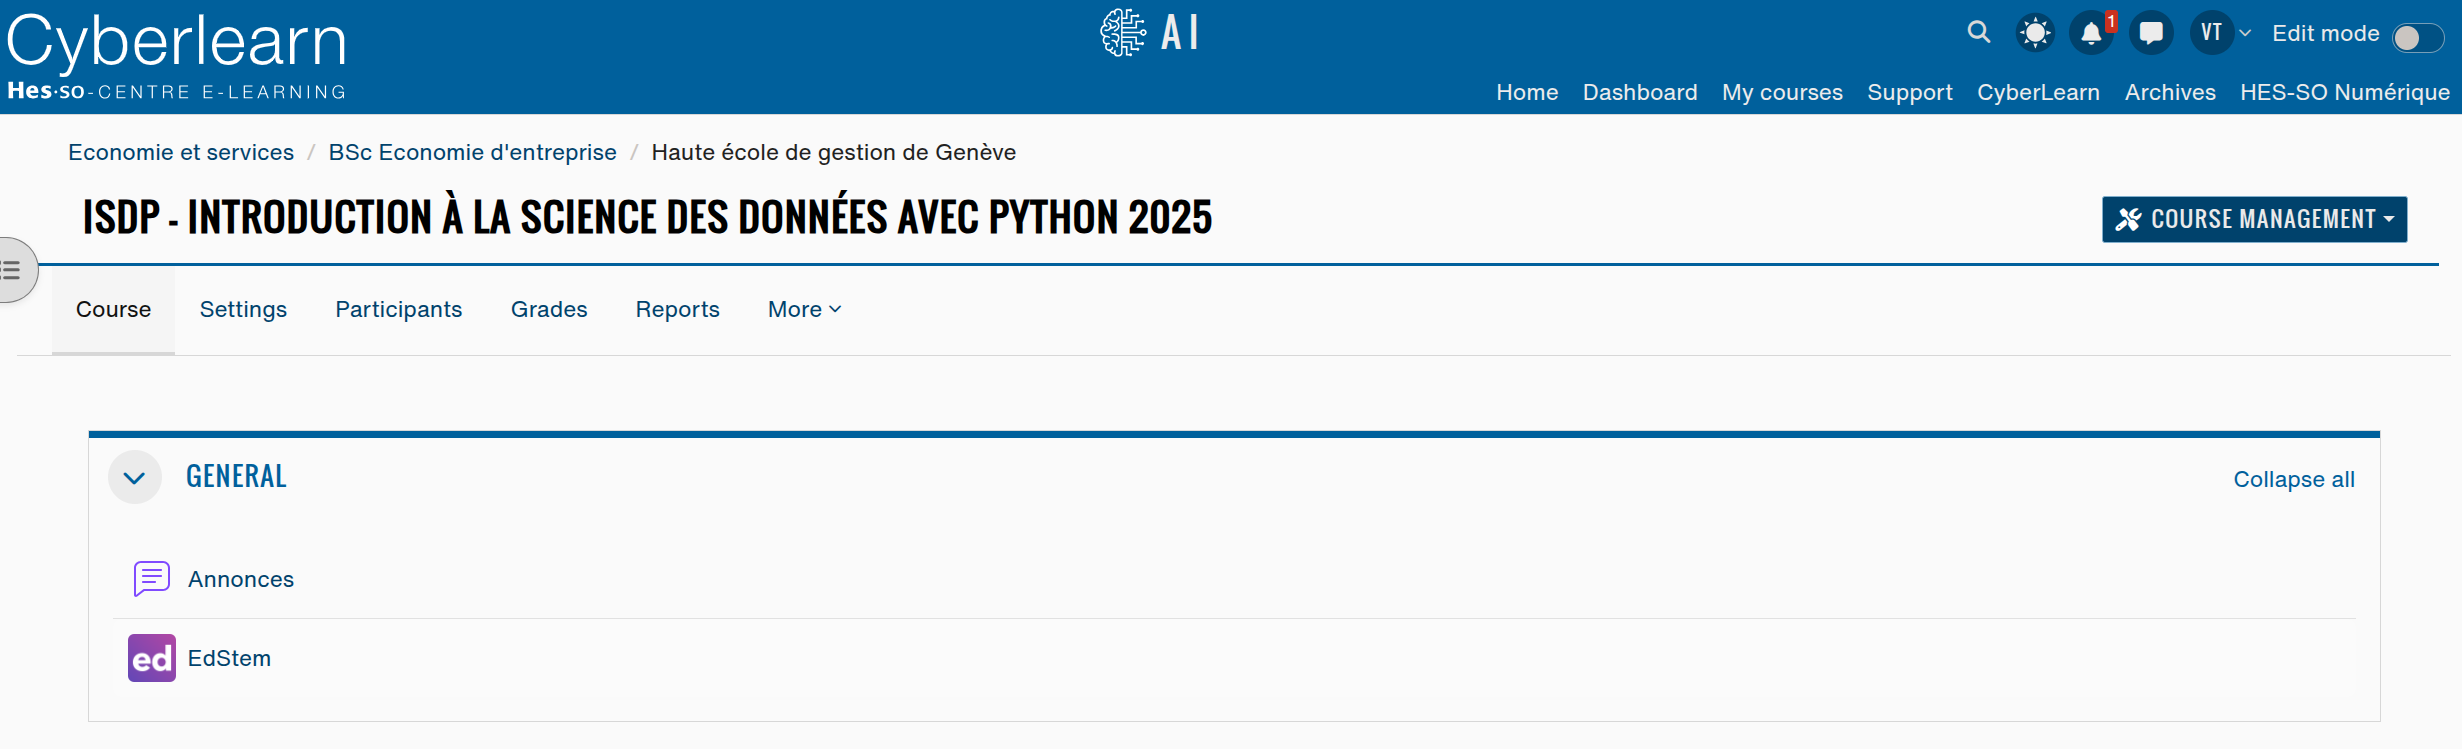 Cyberlearn
Hes·so-CENTRE E-LEARNING
AI
1
VT
Edit mode
Home Dashboard My courses Support CyberLearn Archives HES-SO Numérique
Economie et services / BSc Economie d'entreprise / Haute école de gestion de Genève
ISDP - INTRODUCTION À LA SCIENCE DES DONNÉES AVEC PYTHON 2025
COURSE MANAGEMENT
Course Settings Participants Grades Reports More
GENERAL
Collapse all
Annonces
ed EdStem